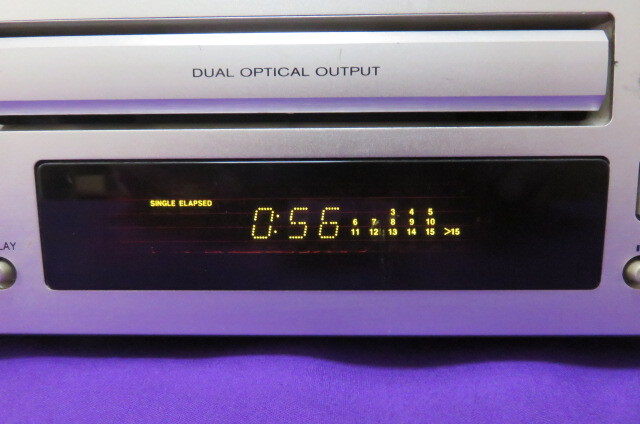 DUAL OPTICAL OUTPUT
SINGLE ELAPSED
0:56
3 4 5
6 7 8 9 10
11 12 13 14 15 >15
LAY